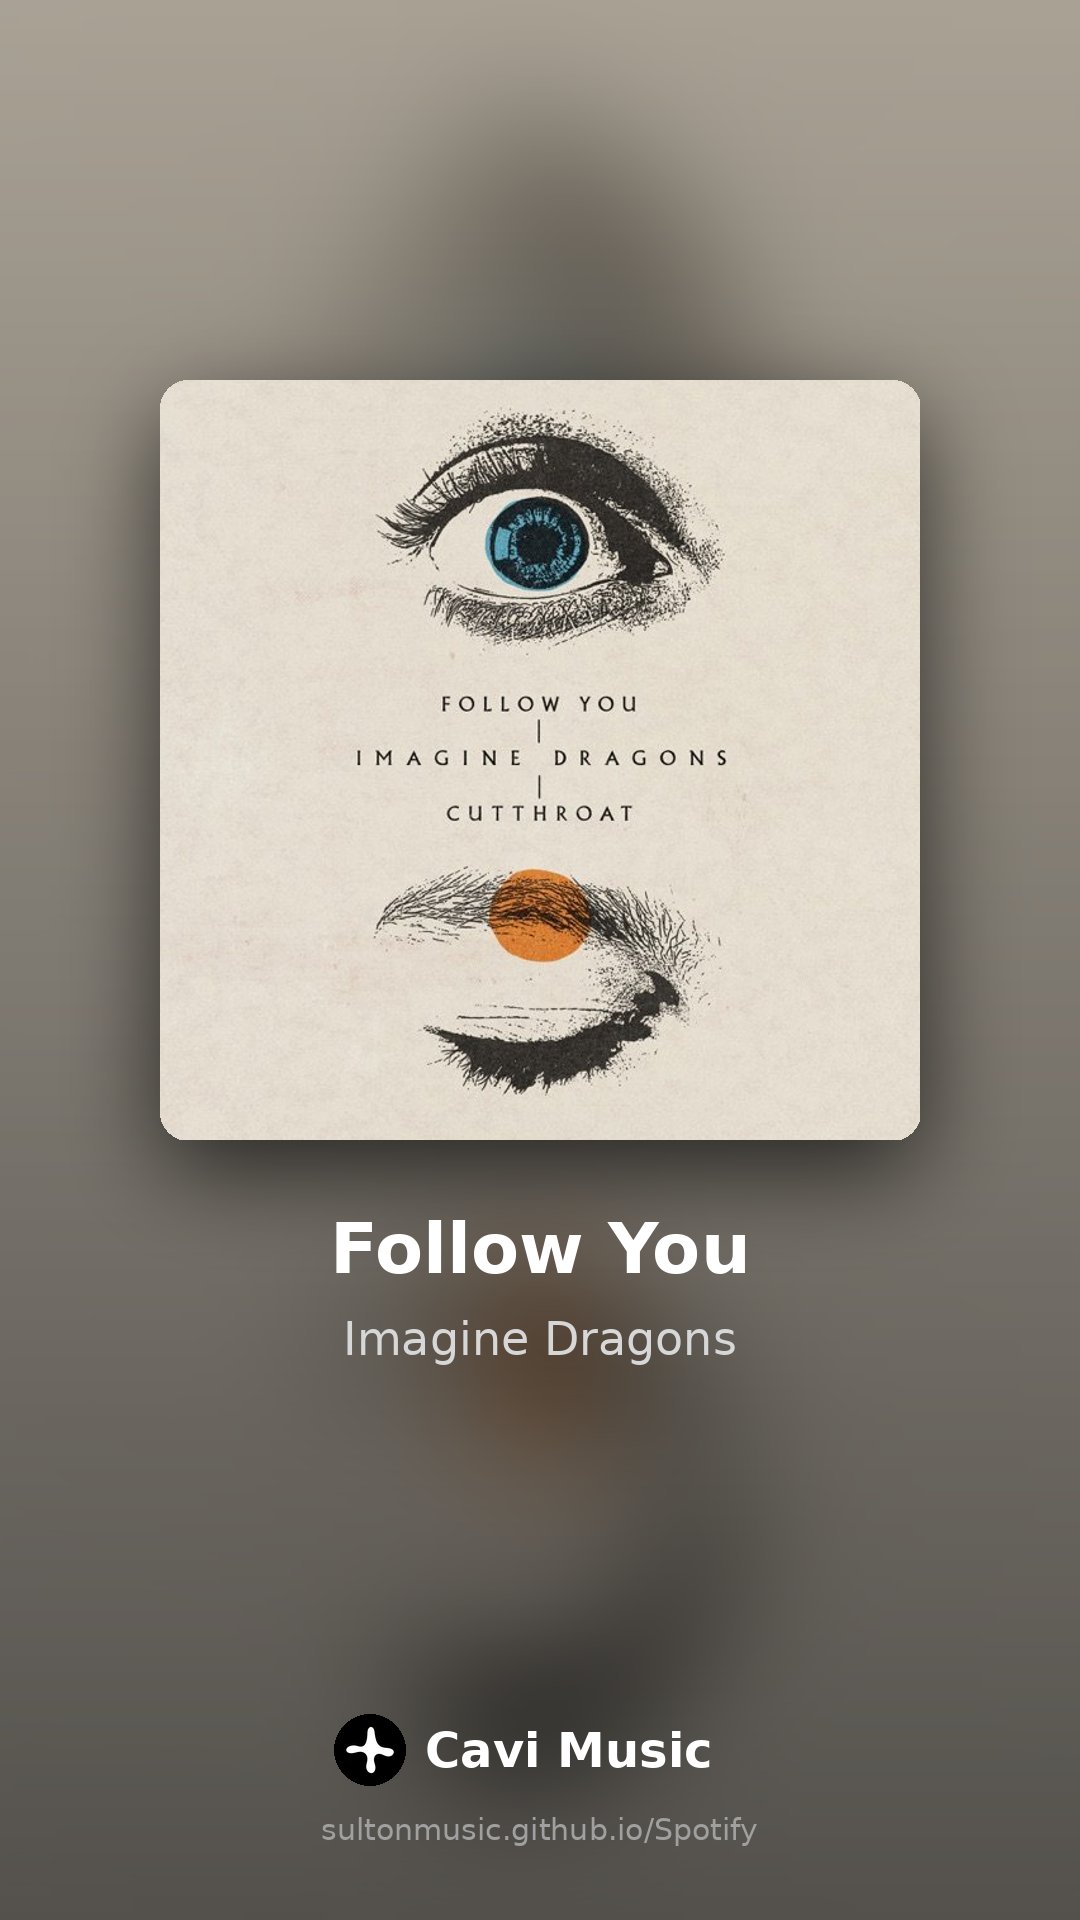 FOLLOW YOU
IMAGINE DRAGONS
CUTTHROAT
Follow You
Imagine Dragons
Cavi Music
sultonmusic.github.io/Spotify